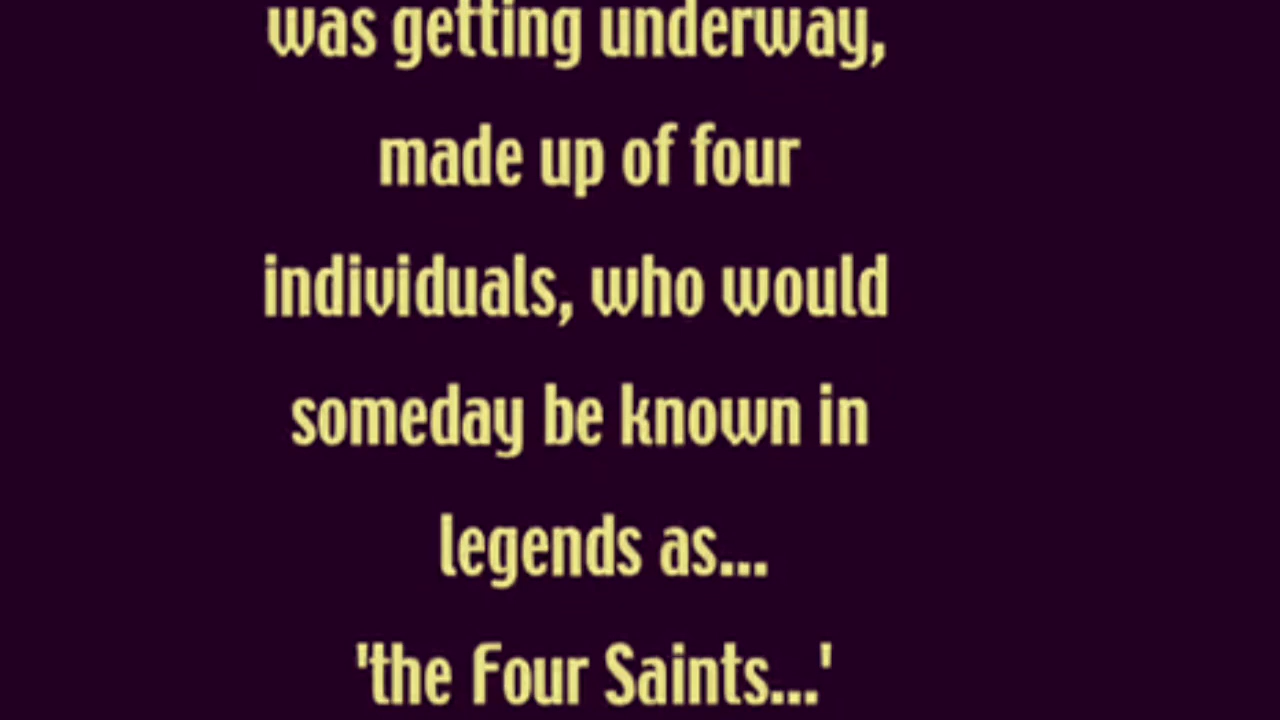 was getting underway,
made up of four
individuals, who would
someday be known in
legends as...
'the Four Saints...'